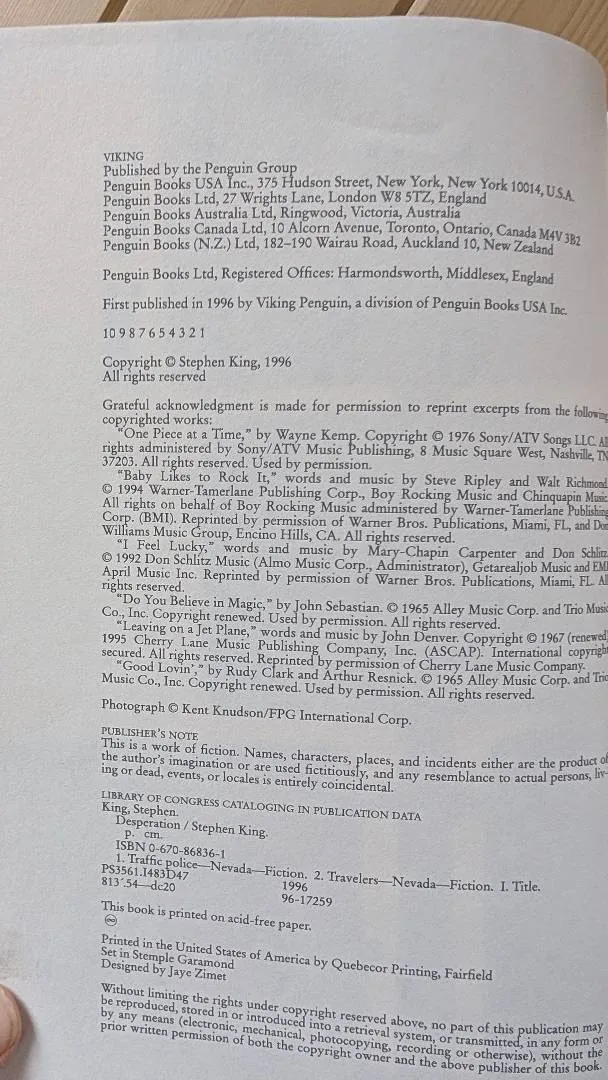 VIKING
Published by the Penguin Group
Penguin Books USA Inc., 375 Hudson Street, New York, New York 10014, U.S.A.
Penguin Books Ltd, 27 Wrights Lane, London W8 5TZ, England
Penguin Books Australia Ltd, Ringwood, Victoria, Australia
Penguin Books Canada Ltd, 10 Alcorn Avenue, Toronto, Ontario, Canada M4V 3B2
Penguin Books (N.Z.) Ltd, 182–190 Wairau Road, Auckland 10, New Zealand
Penguin Books Ltd, Registered Offices: Harmondsworth, Middlesex, England
First published in 1996 by Viking Penguin, a division of Penguin Books USA Inc.
10 9 8 7 6 5 4 3 2 1
Copyright © Stephen King, 1996
All rights reserved
Grateful acknowledgment is made for permission to reprint excerpts from the following
copyrighted works:
"One Piece at a Time," by Wayne Kemp. Copyright © 1976 Sony/ATV Songs LLC. All
rights administered by Sony/ATV Music Publishing, 8 Music Square West, Nashville, TN
37203. All rights reserved. Used by permission.
"Baby Likes to Rock It," words and music by Steve Ripley and Walt Richmond.
© 1994 Warner-Tamerlane Publishing Corp., Boy Rocking Music and Chinquapin Music.
All rights on behalf of Boy Rocking Music administered by Warner-Tamerlane Publishing
Corp. (BMI). Reprinted by permission of Warner Bros. Publications, Miami, FL, and Don
Williams Music Group, Encino Hills, CA. All rights reserved.
"I Feel Lucky," words and music by Mary-Chapin Carpenter and Don Schlitz.
© 1992 Don Schlitz Music (Almo Music Corp., Administrator), Getarealjob Music and EMI
April Music Inc. Reprinted by permission of Warner Bros. Publications, Miami, FL. All
rights reserved.
"Do You Believe in Magic," by John Sebastian. © 1965 Alley Music Corp. and Trio Music
Co., Inc. Copyright renewed. Used by permission. All rights reserved.
"Leaving on a Jet Plane," words and music by John Denver. Copyright © 1967 (renewed)
1995 Cherry Lane Music Publishing Company, Inc. (ASCAP). International copyright
secured. All rights reserved. Reprinted by permission of Cherry Lane Music Company.
"Good Lovin'," by Rudy Clark and Arthur Resnick. © 1965 Alley Music Corp. and Trio
Music Co., Inc. Copyright renewed. Used by permission. All rights reserved.
Photograph © Kent Knudson/FPG International Corp.
PUBLISHER'S NOTE
This is a work of fiction. Names, characters, places, and incidents either are the product of
the author's imagination or are used fictitiously, and any resemblance to actual persons, liv-
ing or dead, events, or locales is entirely coincidental.
LIBRARY OF CONGRESS CATALOGING IN PUBLICATION DATA
King, Stephen.
Desperation / Stephen King.
p. cm.
ISBN 0-670-86836-1
1. Traffic police—Nevada—Fiction. 2. Travelers—Nevada—Fiction. I. Title.
PS3561.I483D47 1996
813'.54—dc20 96-17259
This book is printed on acid-free paper.
♾
Printed in the United States of America by Quebecor Printing, Fairfield
Set in Stemple Garamond
Designed by Jaye Zimet
Without limiting the rights under copyright reserved above, no part of this publication may
be reproduced, stored in or introduced into a retrieval system, or transmitted, in any form or
by any means (electronic, mechanical, photocopying, recording or otherwise), without the
prior written permission of both the copyright owner and the above publisher of this book.